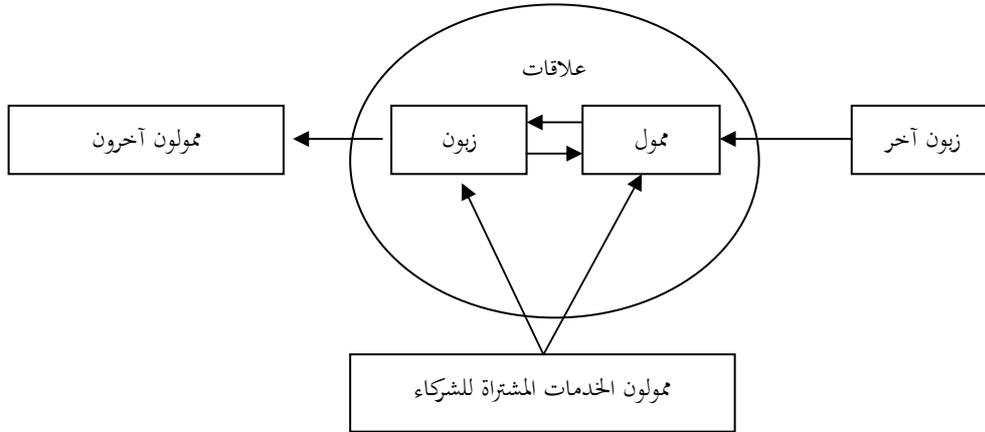 علاقات
زبون آخر
ممول
زبون
ممولون آخرون
ممولون الخدمات المشتراة للشركاء